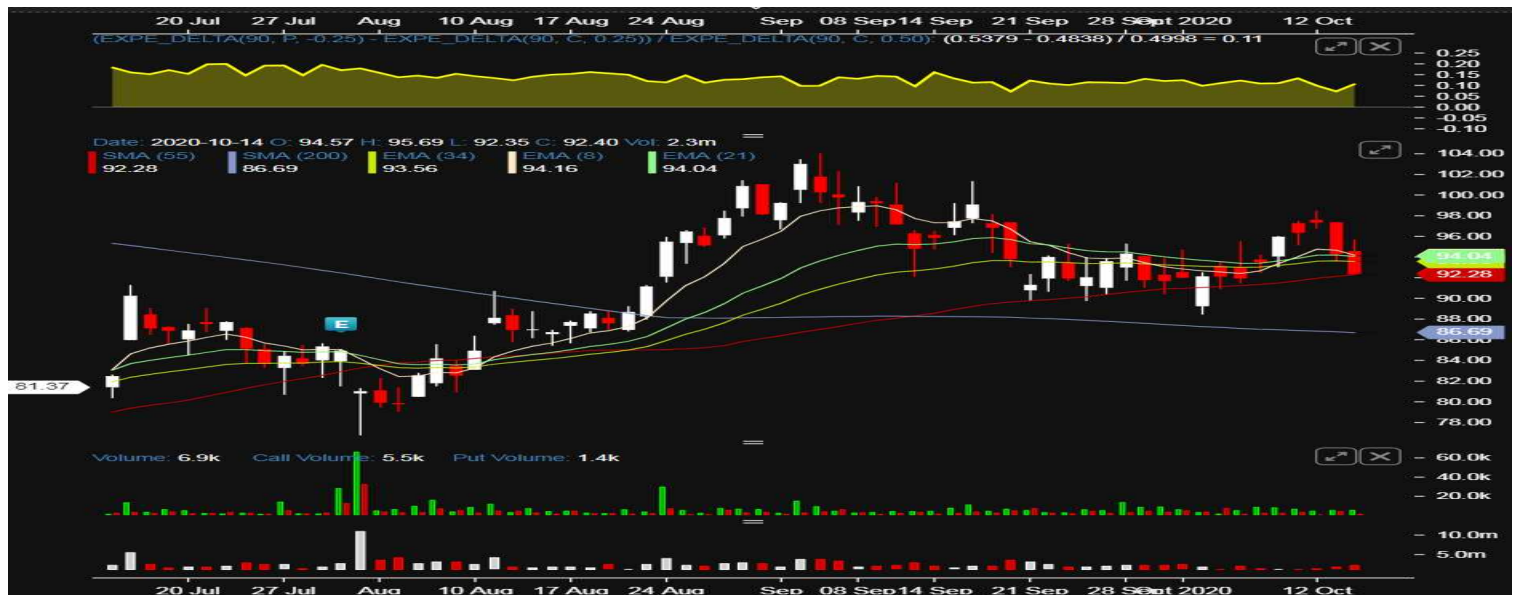 20 Jul 27 Jul Aug 10 Aug 17 Aug 24 Aug Sep 08 Sep 14 Sep 21 Sep 28 Sep 2020 12 Oct
(EXPE_DELTA(90, P, -0.25) - EXPE_DELTA(90, C, 0.25)) / EXPE_DELTA(90, C, 0.50): (0.5379 - 0.4838) / 0.4998 = 0.11
0.25
0.20
0.15
0.10
0.05
0.00
-0.05
-0.10
Date: 2020-10-14 O: 94.57 H: 95.69 L: 92.35 C: 92.40 Vol: 2.3m
SMA (55) SMA (200) EMA (34) EMA (8) EMA (21)
92.28 86.69 93.56 94.16 94.04
104.00
102.00
100.00
98.00
96.00
94.04
92.28
90.00
88.00
86.69
84.00
E
82.00
81.37
80.00
78.00
Volume: 6.9k Call Volume: 5.5k Put Volume: 1.4k
60.0k
40.0k
20.0k
10.0m
5.0m
20 Jul 27 Jul Aug 10 Aug 17 Aug 24 Aug Sep 08 Sep 14 Sep 21 Sep 28 Sep 2020 12 Oct